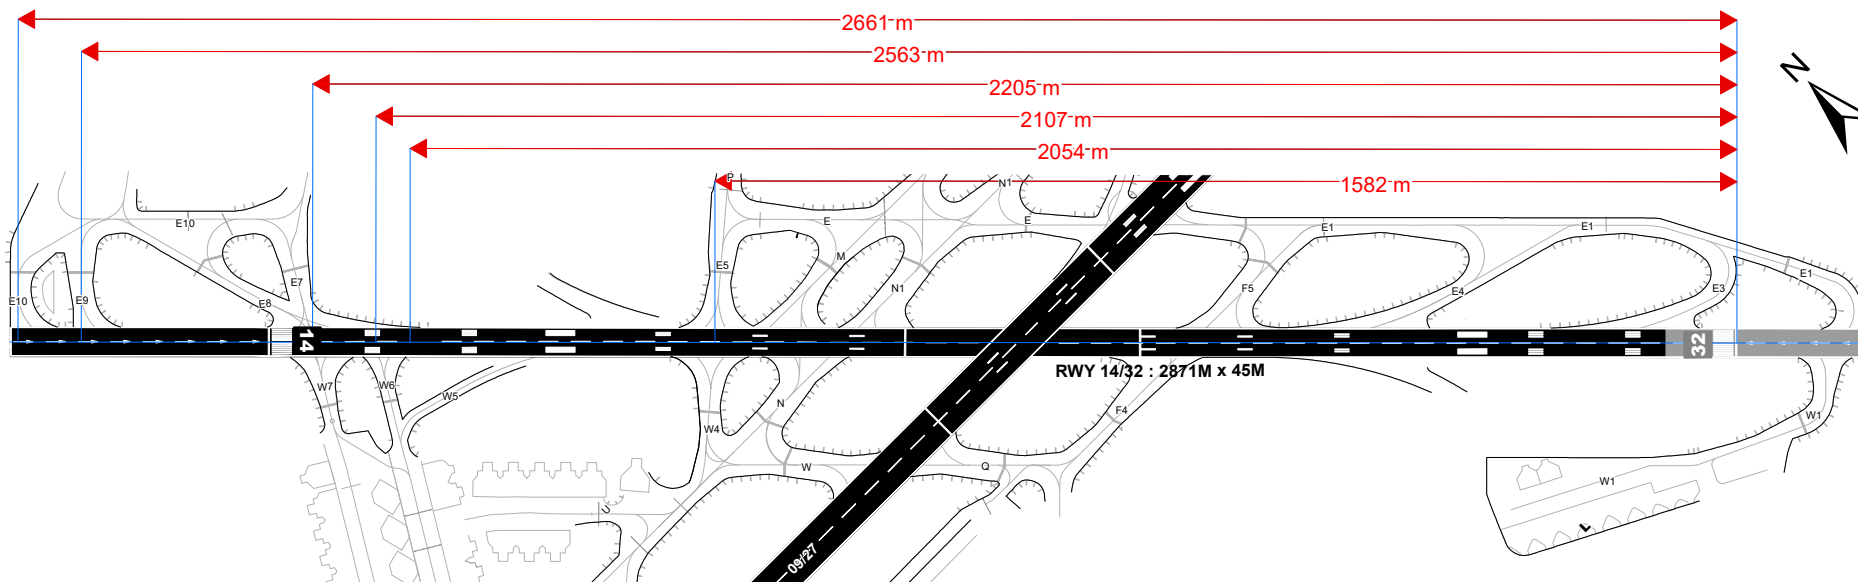 2661 m
2563 m
N
2205 m
2107 m
2054 m
P
N1
1582 m
E10
E
E
E1
E1
M
E5
E7
E1
N1
F5
E4
E3
E10
E9
E8
14
32
RWY 14/32 : 2871M x 45M
W7
W6
W5
N
F4
W1
W4
W
Q
W1
U
L
09/27